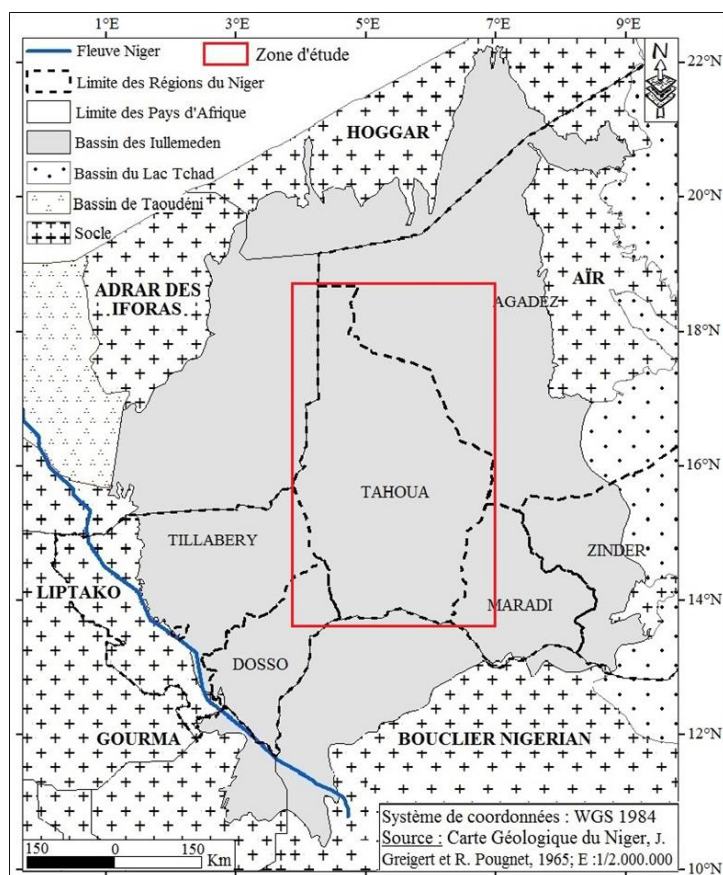 1°E 3°E 5°E 7°E 9°E
Fleuve Niger
Zone d'étude
Limite des Régions du Niger
Limite des Pays d'Afrique
Bassin des Iullemeden
Bassin du Lac Tchad
Bassin de Taoudéni
Socle
N
22°N
HOGGAR
20°N
ADRAR DES
IFORAS
AÏR
AGADEZ
18°N
16°N
TAHOUA
TILLABERY
ZINDER
LIPTAKO
MARADI
14°N
DOSSO
GOURMA
BOUCLIER NIGERIAN
12°N
Système de coordonnées : WGS 1984
Source : Carte Géologique du Niger, J.
Greigert et R. Pougnet, 1965; E :1/2.000.000
150 0 150
Km
10°N